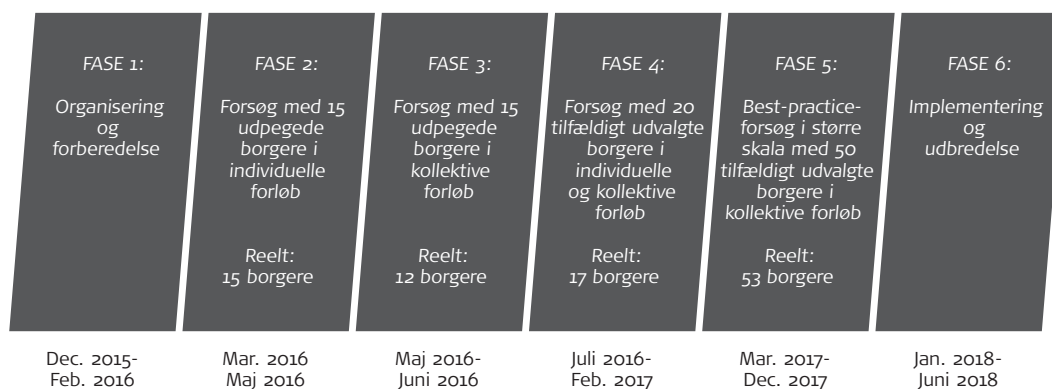 FASE 1:
Organisering
og
forberedelse
FASE 2:
Forsøg med 15
udpegede
borgere i
individuelle
forløb
Reelt:
15 borgere
FASE 3:
Forsøg med 15
udpegede
borgere i
kollektive
forløb
Reelt:
12 borgere
FASE 4:
Forsøg med 20
tilfældigt udvalgte
borgere i
individuelle
og kollektive
forløb
Reelt:
17 borgere
FASE 5:
Best-practice-
forsøg i større
skala med 50
tilfældigt udvalgte
borgere i
kollektive forløb
Reelt:
53 borgere
FASE 6:
Implementering
og
udbredelse
Dec. 2015-
Feb. 2016
Mar. 2016
Maj 2016
Maj 2016-
Juni 2016
Juli 2016-
Feb. 2017
Mar. 2017-
Dec. 2017
Jan. 2018-
Juni 2018